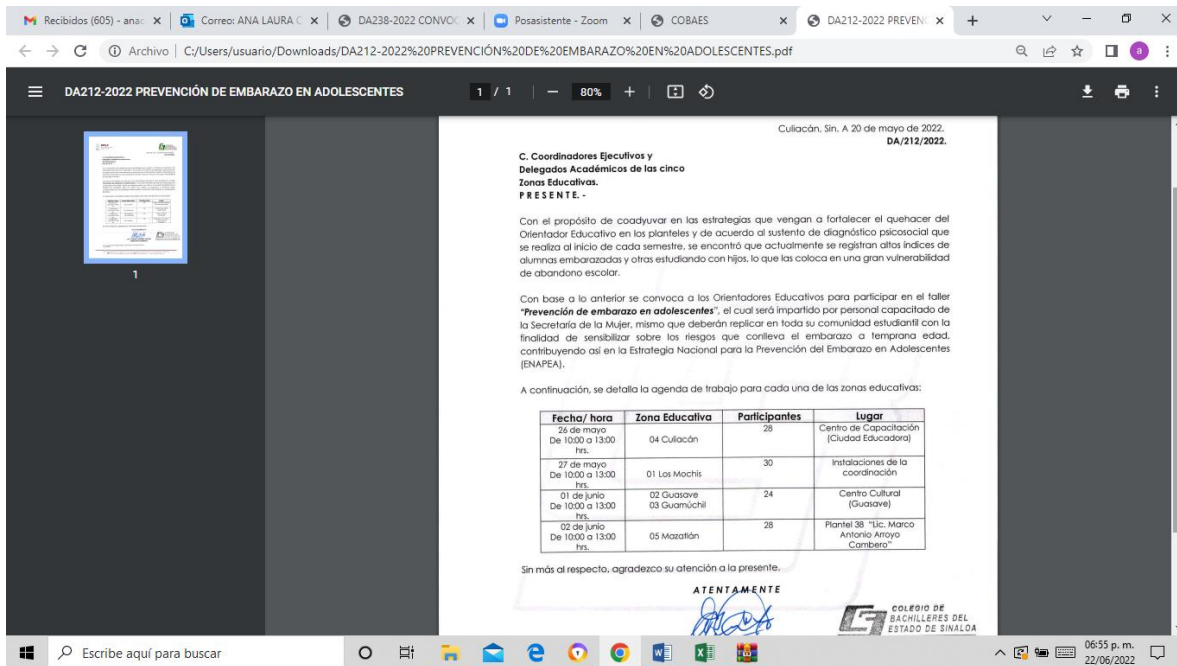 Recibidos (605) - anac
Correo: ANA LAURA C
DA238-2022 CONVOC
Posasistente - Zoom
COBAES
DA212-2022 PREVENC
Archivo | C:/Users/usuario/Downloads/DA212-2022%20PREVENCIÓN%20DE%20EMBARAZO%20EN%20ADOLESCENTES.pdf
a
DA212-2022 PREVENCIÓN DE EMBARAZO EN ADOLESCENTES
1 / 1
80%
1
Culiacán, Sin. A 20 de mayo de 2022.
DA/212/2022.
C. Coordinadores Ejecutivos y
Delegados Académicos de las cinco
Zonas Educativas.
P R E S E N T E. -
Con el propósito de coadyuvar en las estrategias que vengan a fortalecer el quehacer del
Orientador Educativo en los planteles y de acuerdo al sustento de diagnóstico psicosocial que
se realiza al inicio de cada semestre, se encontró que actualmente se registran altos índices de
alumnas embarazadas y otras estudiando con hijos, lo que las coloca en una gran vulnerabilidad
de abandono escolar.
Con base a lo anterior se convoca a los Orientadores Educativos para participar en el taller
"Prevención de embarazo en adolescentes", el cual será impartido por personal capacitado de
la Secretaría de la Mujer, mismo que deberán replicar en toda su comunidad estudiantil con la
finalidad de sensibilizar sobre los riesgos que conlleva el embarazo a temprana edad,
contribuyendo así en la Estrategia Nacional para la Prevención del Embarazo en Adolescentes
(ENAPEA).
A continuación, se detalla la agenda de trabajo para cada una de las zonas educativas:
Fecha/ hora Zona Educativa Participantes Lugar
26 de mayo
De 10:00 a 13:00
hrs.
04 Culiacán
28
Centro de Capacitación
(Ciudad Educadora)
27 de mayo
De 10:00 a 13:00
hrs.
01 Los Mochis
30
Instalaciones de la
coordinación
01 de junio
De 10:00 a 13:00
hrs.
02 Guasave
03 Guamúchil
24
Centro Cultural
(Guasave)
02 de junio
De 10:00 a 13:00
hrs.
05 Mazatlán
28
Plantel 38 "Lic. Marco
Antonio Arroyo
Cambero"
Sin más al respecto, agradezco su atención a la presente.
A T E N T A M E N T E
COLEGIO DE
BACHILLERES DEL
ESTADO DE SINALOA
Escribe aquí para buscar
06:55 p. m.
22/06/2022